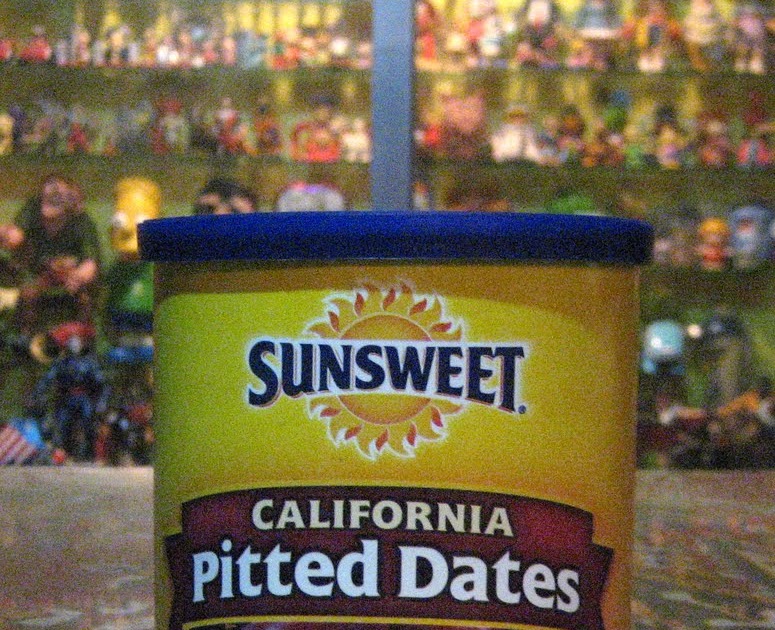 SUNSWEET.
CALIFORNIA
Pitted Dates